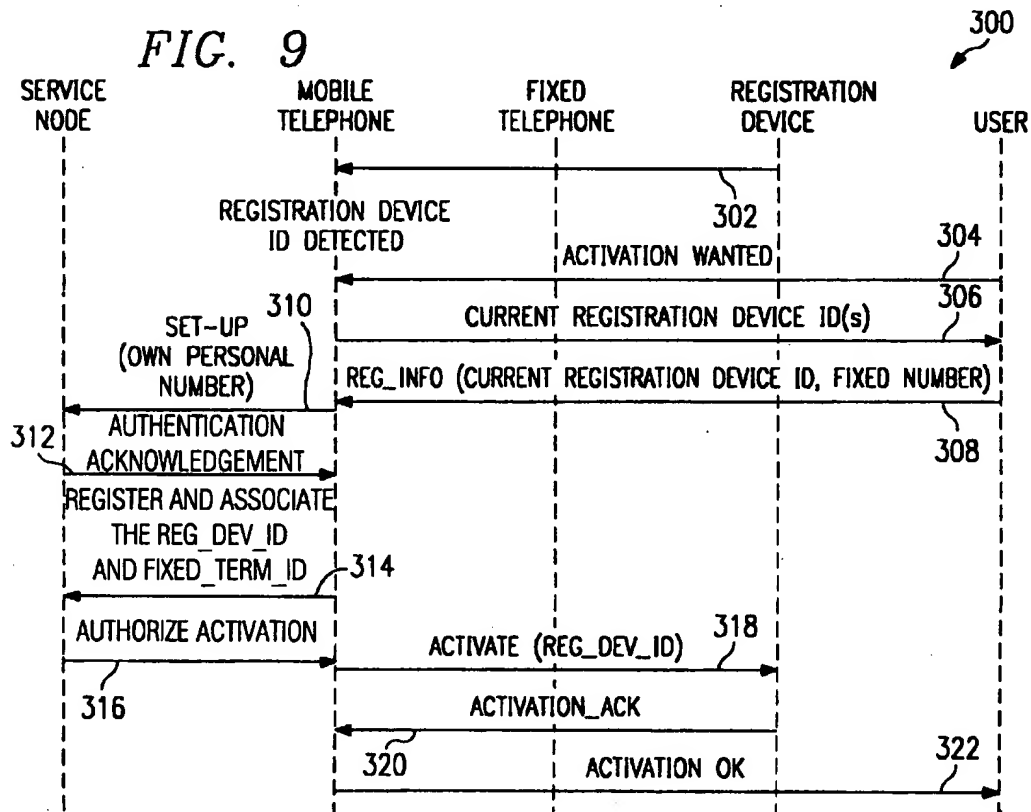 FIG. 9
300
SERVICE
NODE
MOBILE
TELEPHONE
FIXED
TELEPHONE
REGISTRATION
DEVICE
USER
302
REGISTRATION DEVICE
ID DETECTED
304
ACTIVATION WANTED
306
CURRENT REGISTRATION DEVICE ID(s)
310
SET-UP
(OWN PERSONAL
NUMBER)
REG_INFO (CURRENT REGISTRATION DEVICE ID, FIXED NUMBER)
308
312
AUTHENTICATION
ACKNOWLEDGEMENT
REGISTER AND ASSOCIATE
THE REG_DEV_ID
AND FIXED_TERM_ID
314
AUTHORIZE ACTIVATION
316
ACTIVATE (REG_DEV_ID)
318
ACTIVATION_ACK
320
ACTIVATION OK
322